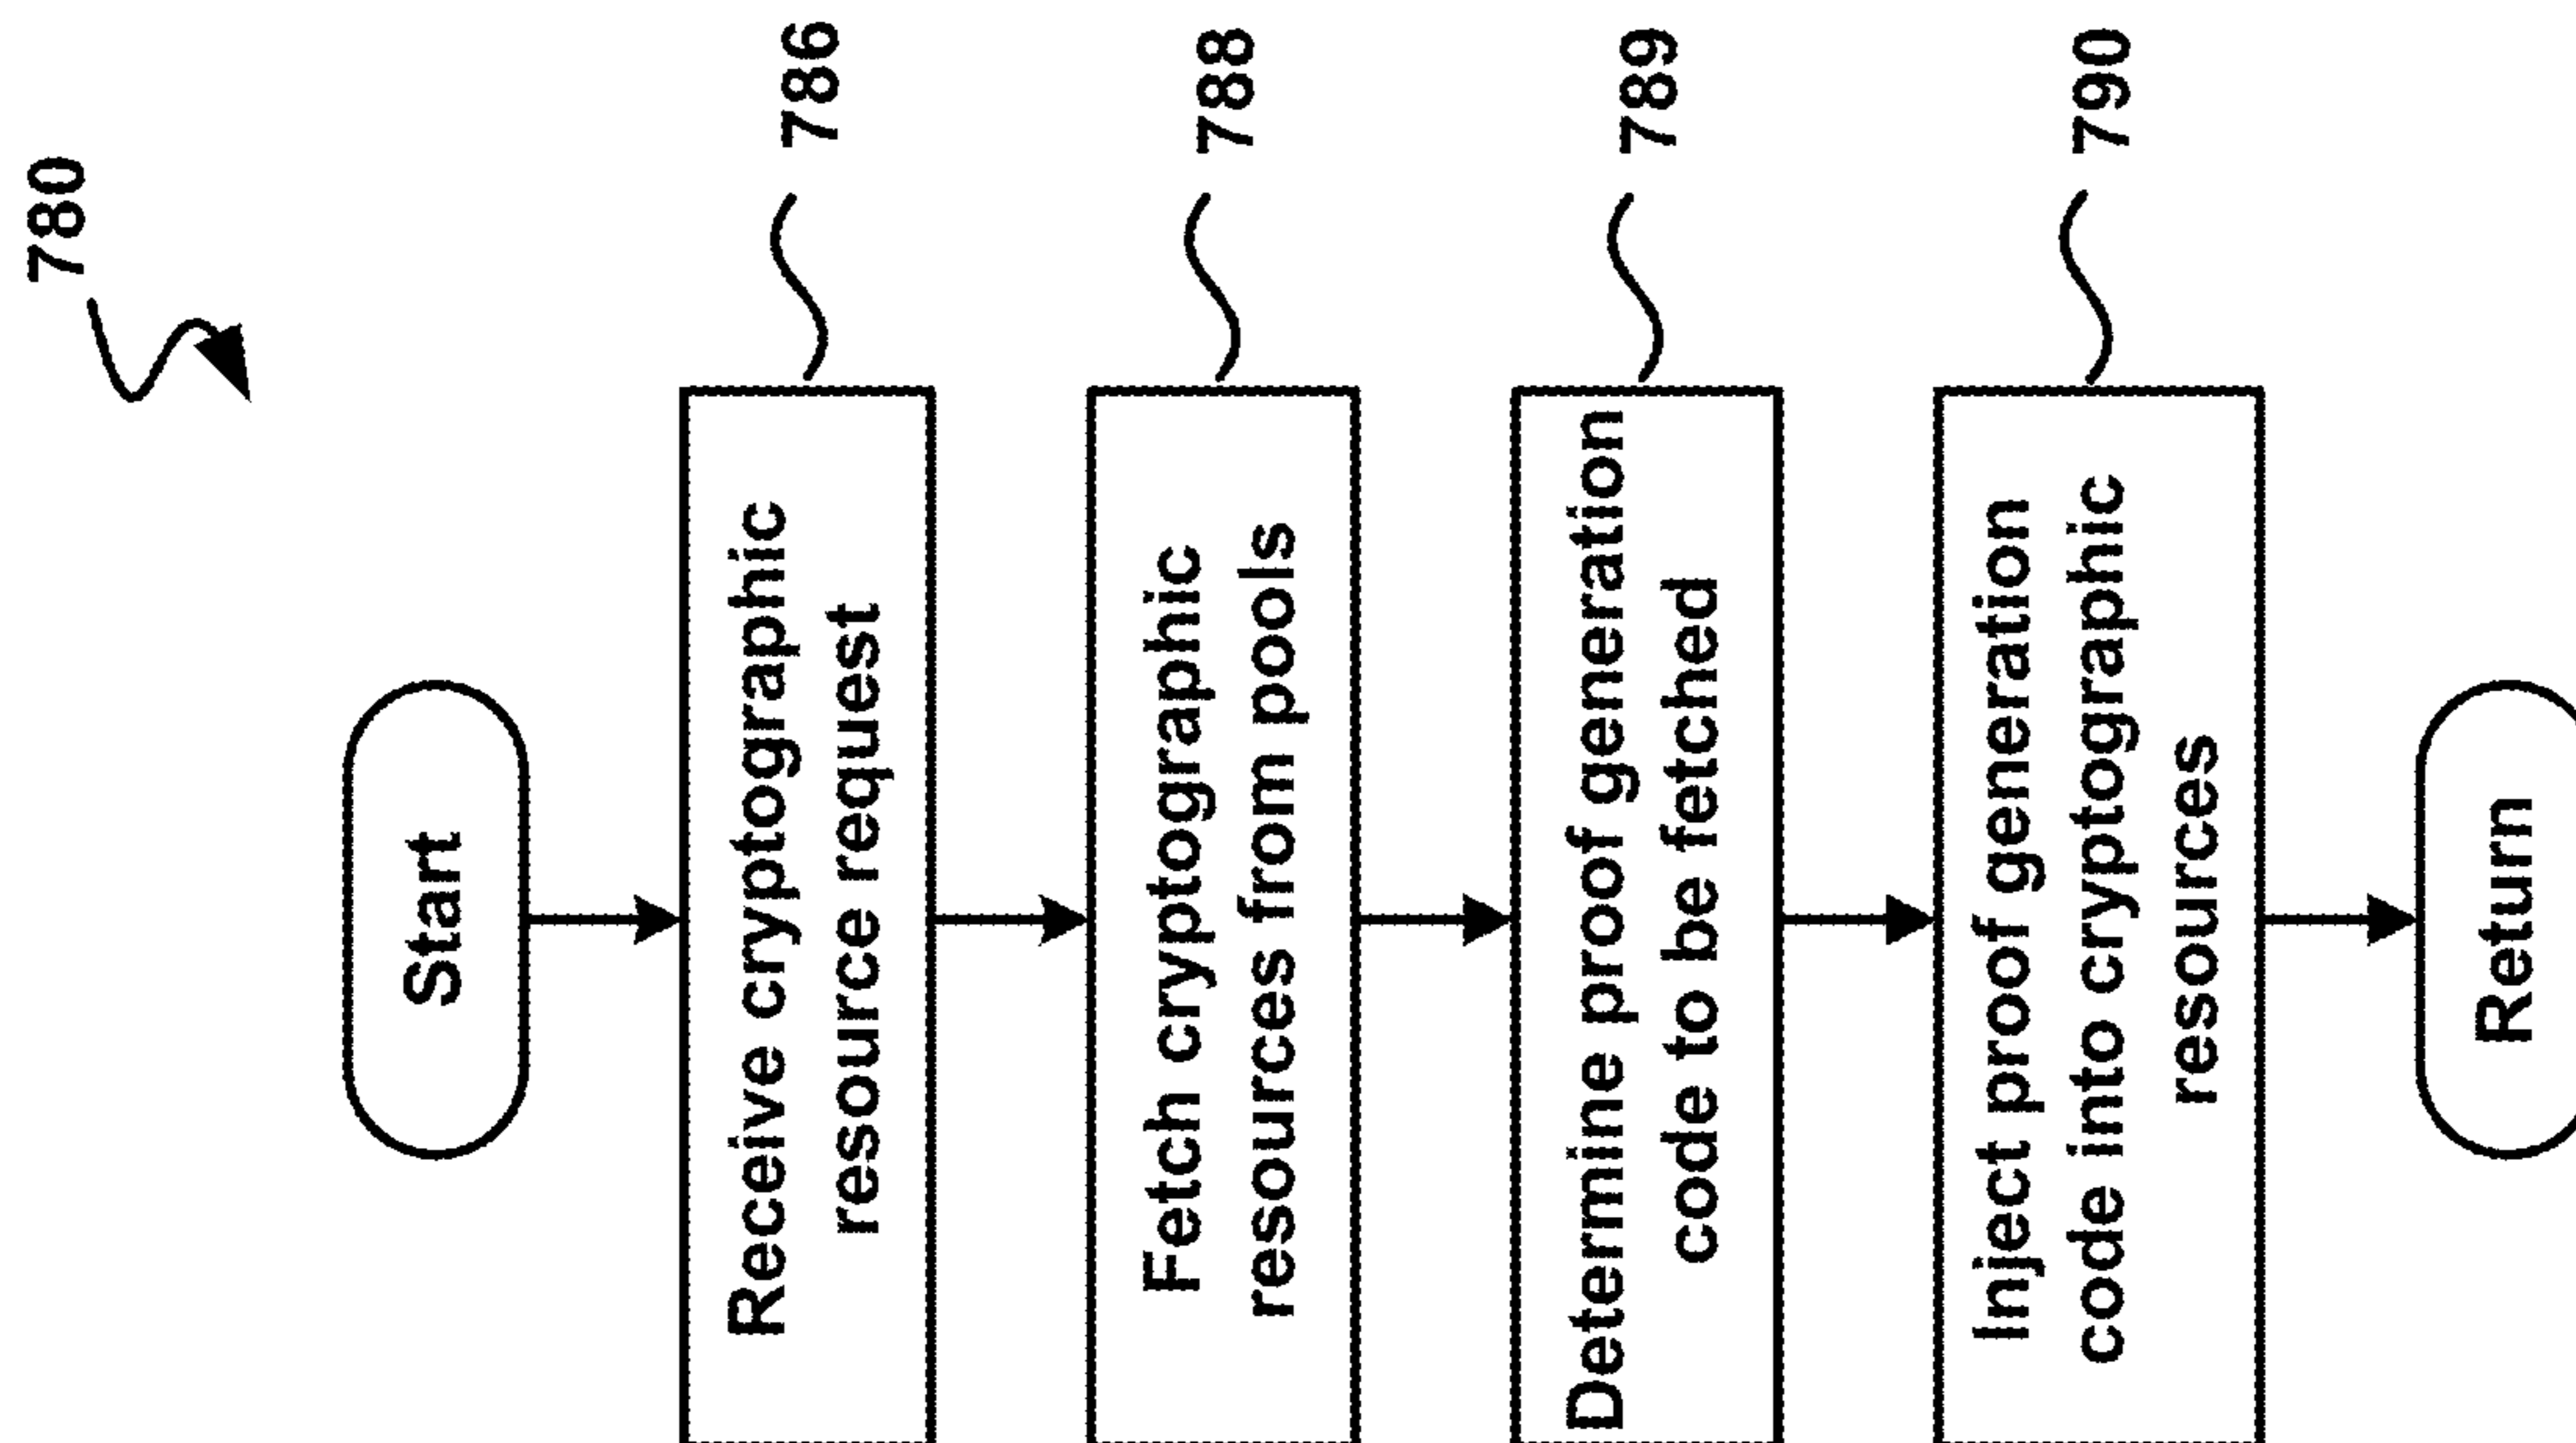 780
Start
Receive cryptographic
resource request
786
Fetch cryptographic
resources from pools
788
Determine proof generation
code to be fetched
789
Inject proof generation
code into cryptographic
resources
790
Return